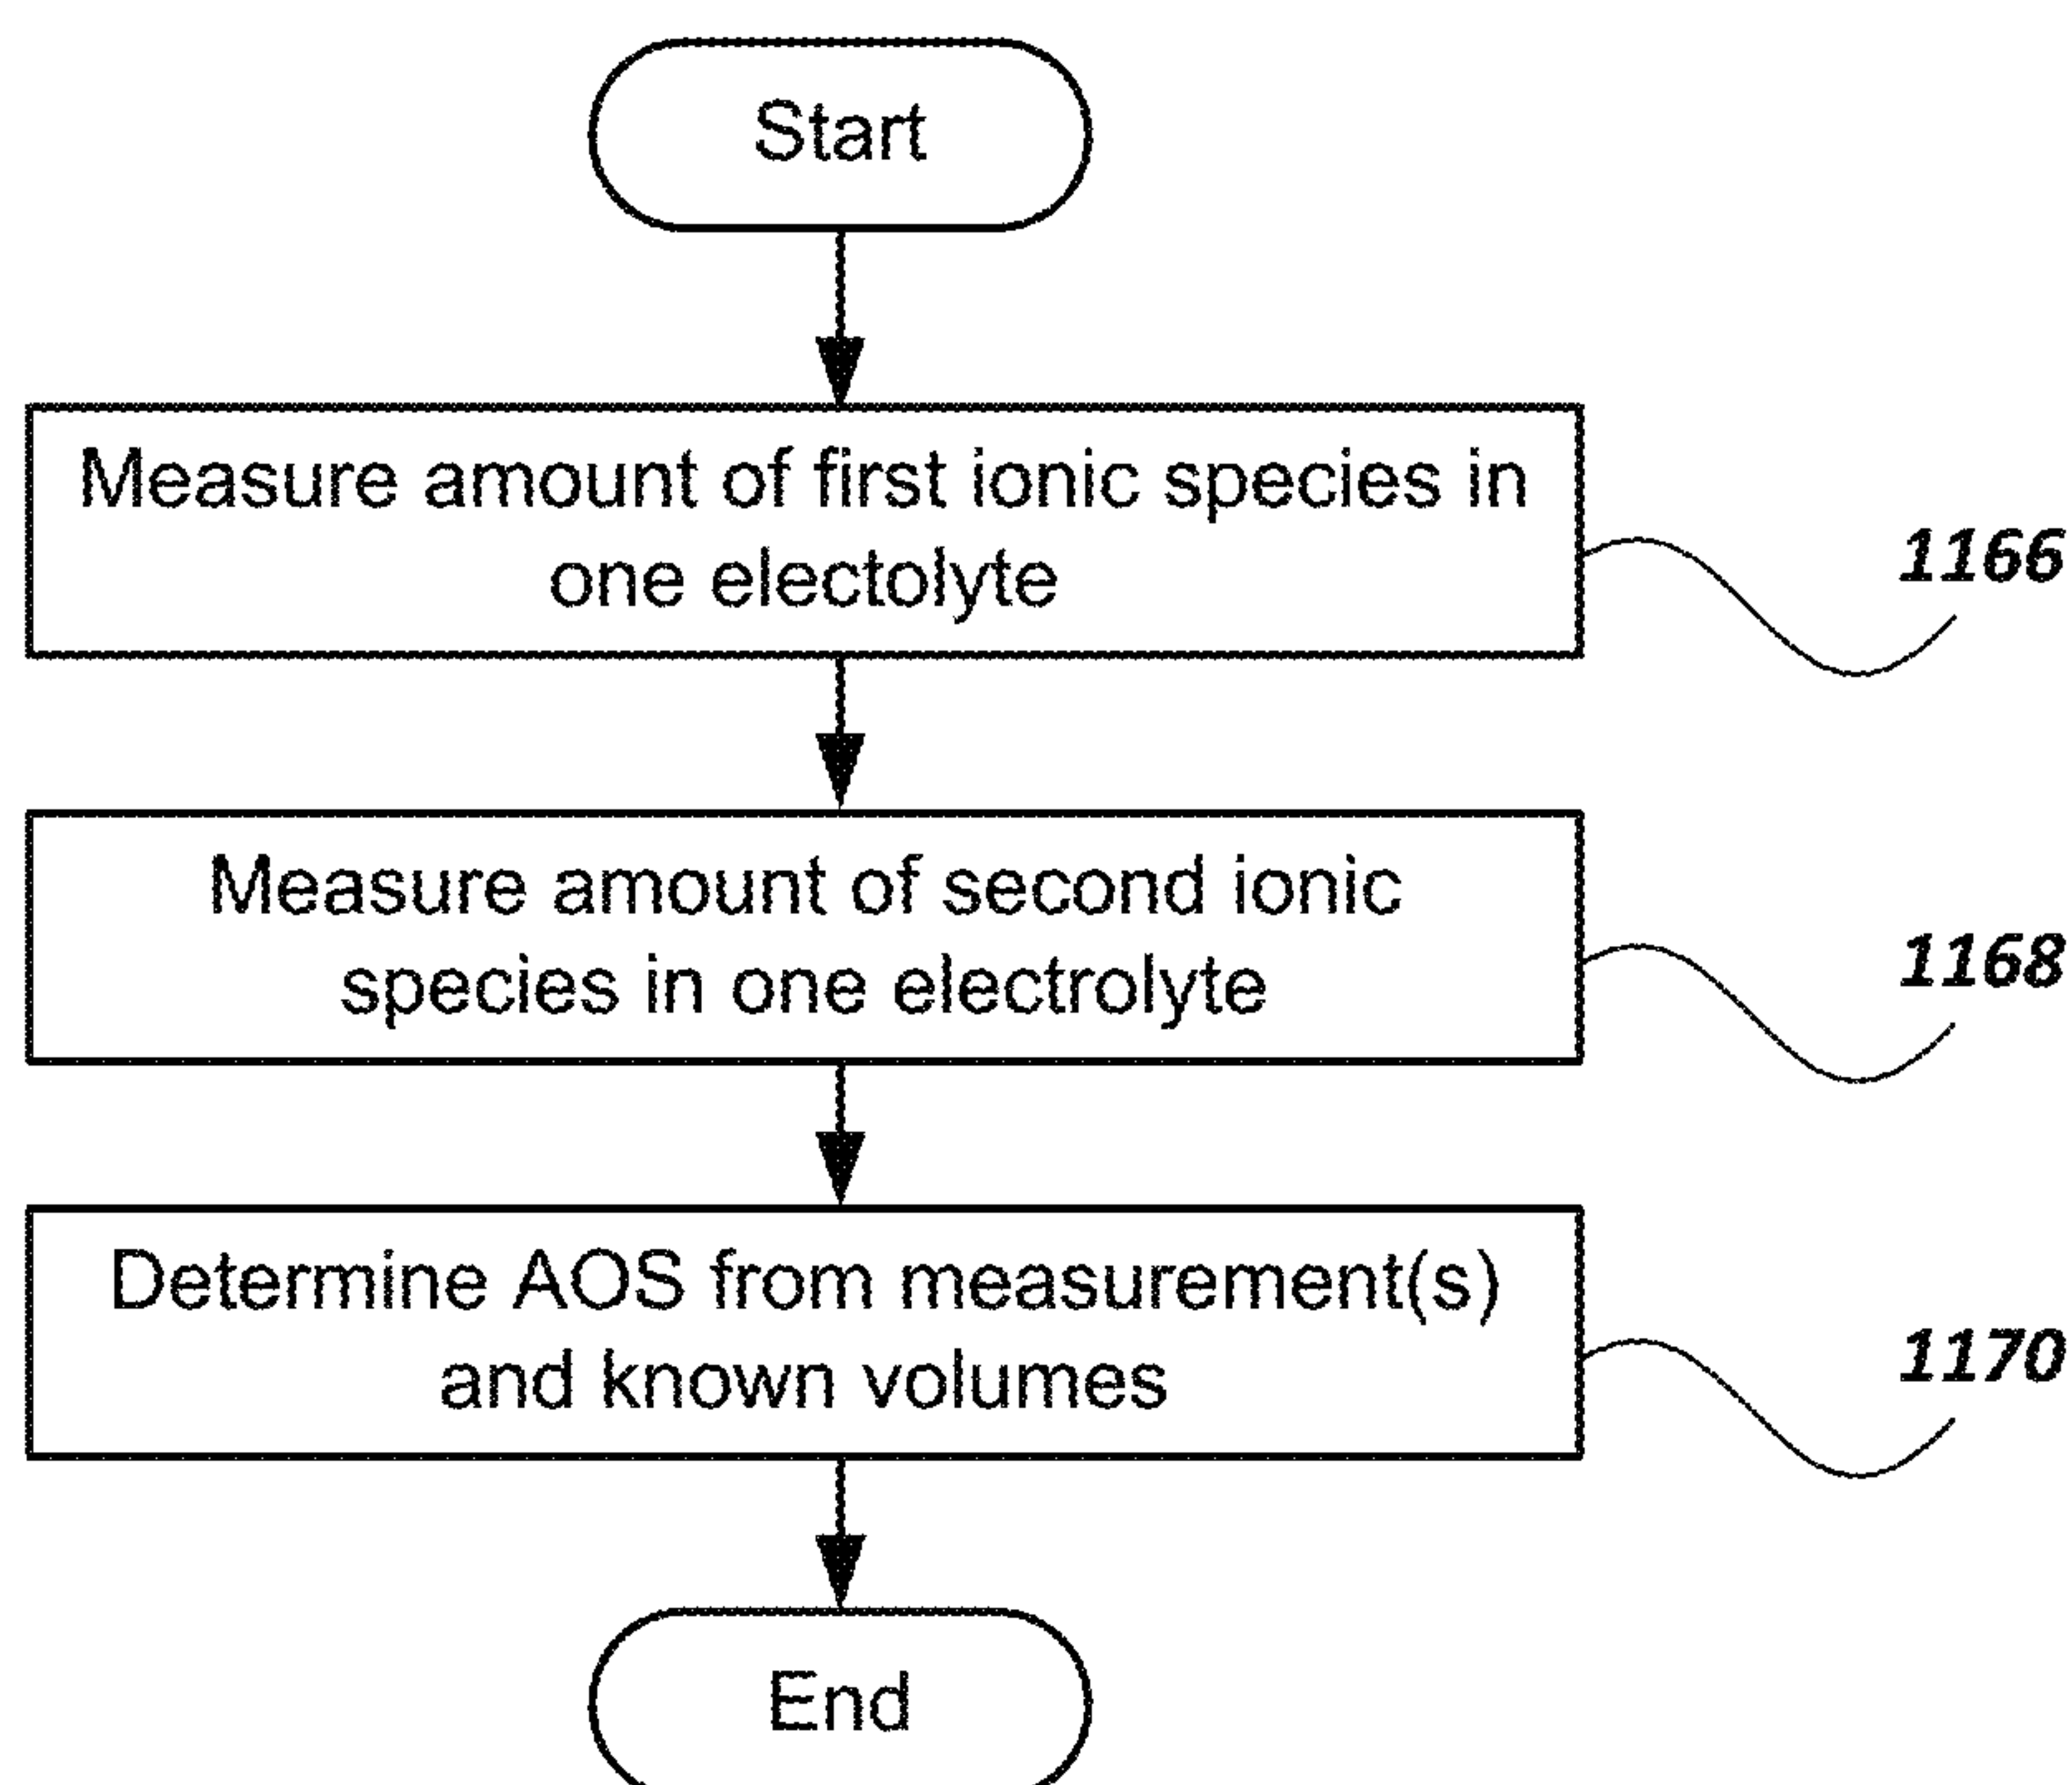 Start
Measure amount of first ionic species in
one electolyte
1166
Measure amount of second ionic
species in one electrolyte
1168
Determine AOS from measurement(s)
and known volumes
1170
End